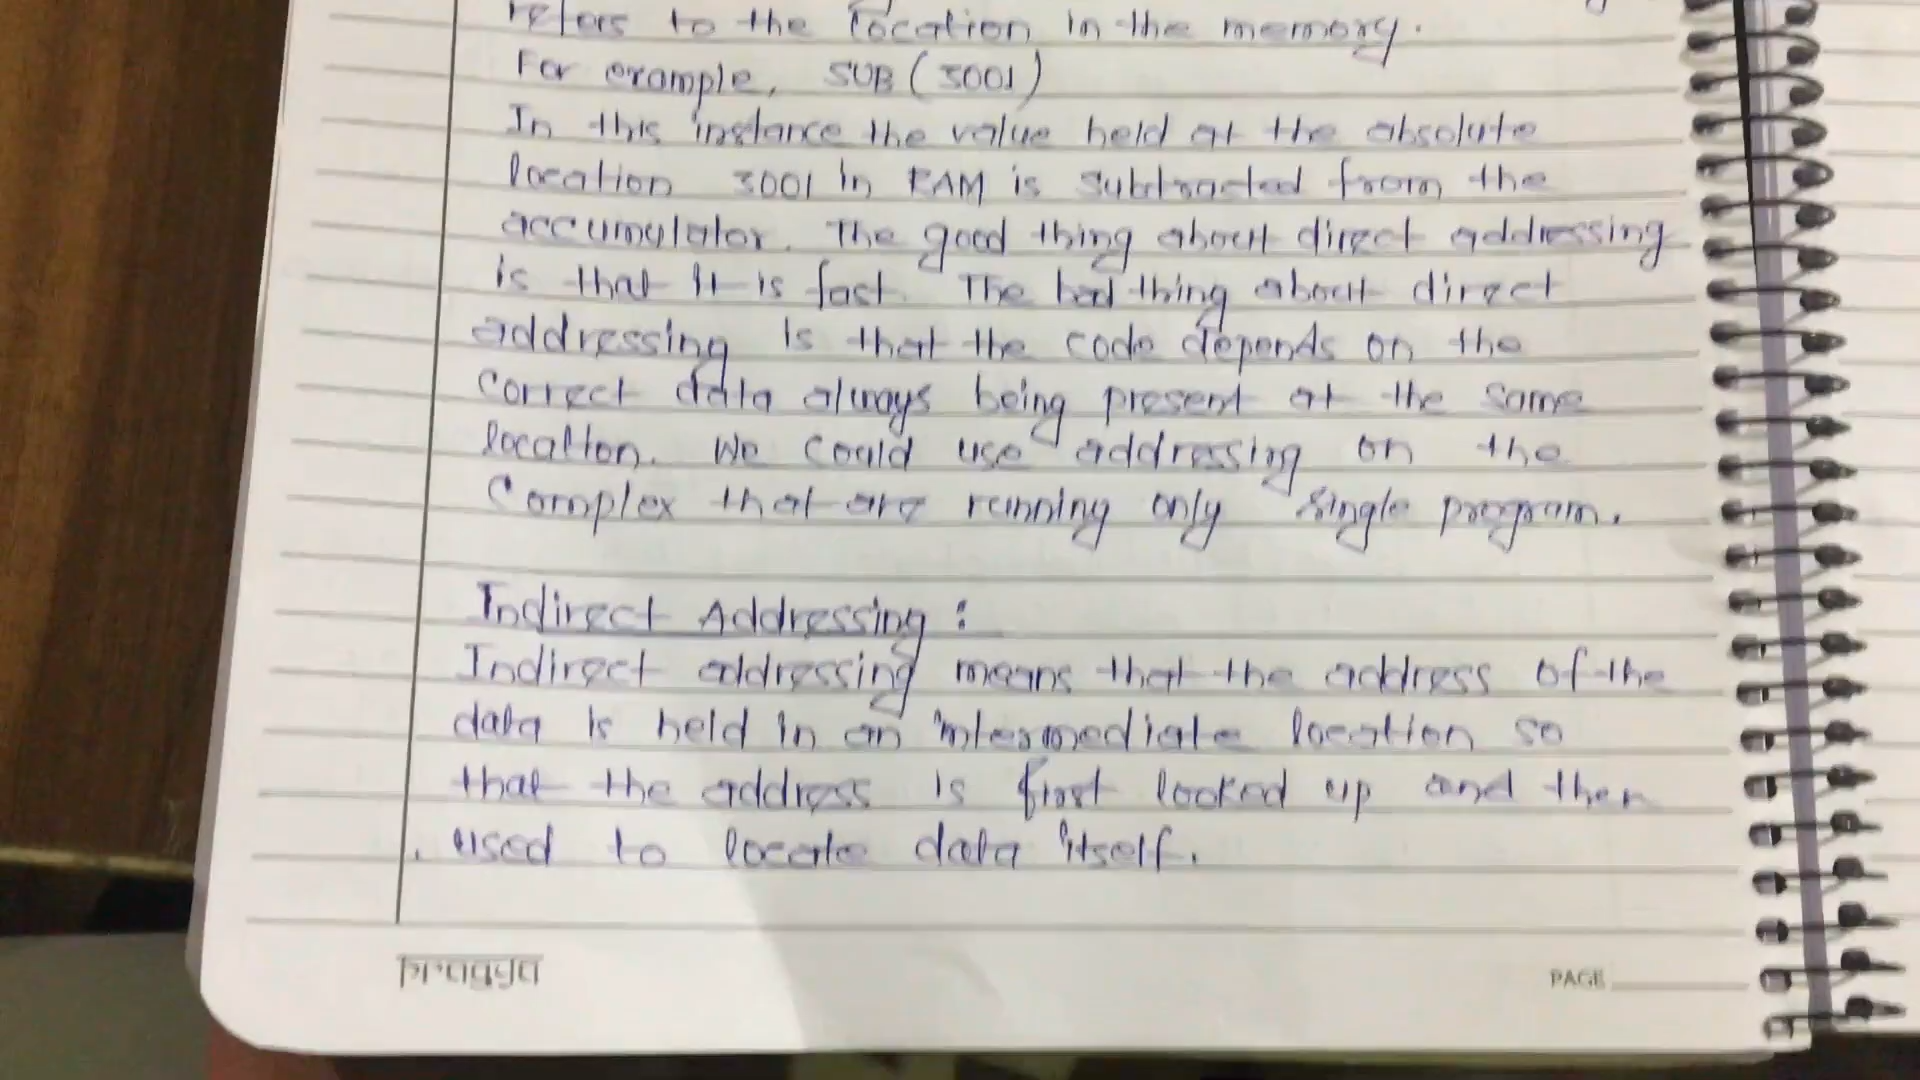 refers to the location in the memory.
For example, SUB (3001)
In this instance the value held at the absolute
location 3001 in RAM is subtracted from the
accumulator. The good thing about direct addressing
is that it is fast. The bad thing about direct
addressing is that the code depends on the
correct data always being present at the same
location. We could use addressing on the
Complex that are running only single program.
Indirect Addressing :
Indirect addressing means that the address of the
data is held in an intermediate location so
that the address is first looked up and then
used to locate data itself.
pragya
PAGE